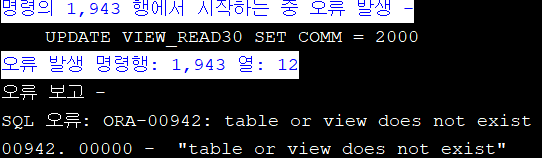 명령의 1,943 행에서 시작하는 중 오류 발생 -
UPDATE VIEW_READ30 SET COMM = 2000
오류 발생 명령행: 1,943 열: 12
오류 보고 -
SQL 오류: ORA-00942: table or view does not exist
00942. 00000 -  "table or view does not exist"